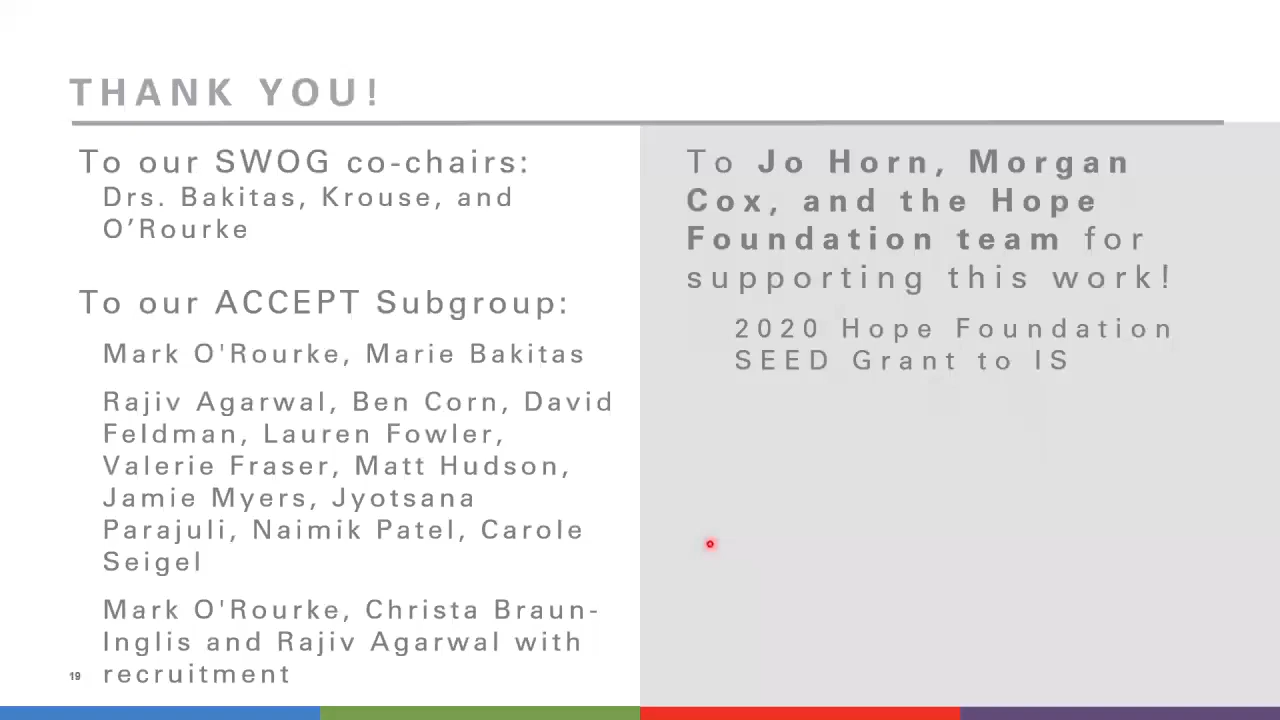 THANK YOU!
To our SWOG co-chairs:
Drs. Bakitas, Krouse, and
O’Rourke
To our ACCEPT Subgroup:
Mark O'Rourke, Marie Bakitas
Rajiv Agarwal, Ben Corn, David
Feldman, Lauren Fowler,
Valerie Fraser, Matt Hudson,
Jamie Myers, Jyotsana
Parajuli, Naimik Patel, Carole
Seigel
Mark O'Rourke, Christa Braun-
Inglis and Rajiv Agarwal with
recruitment
To Jo Horn, Morgan
Cox, and the Hope
Foundation team for
supporting this work!
2020 Hope Foundation
SEED Grant to IS
19